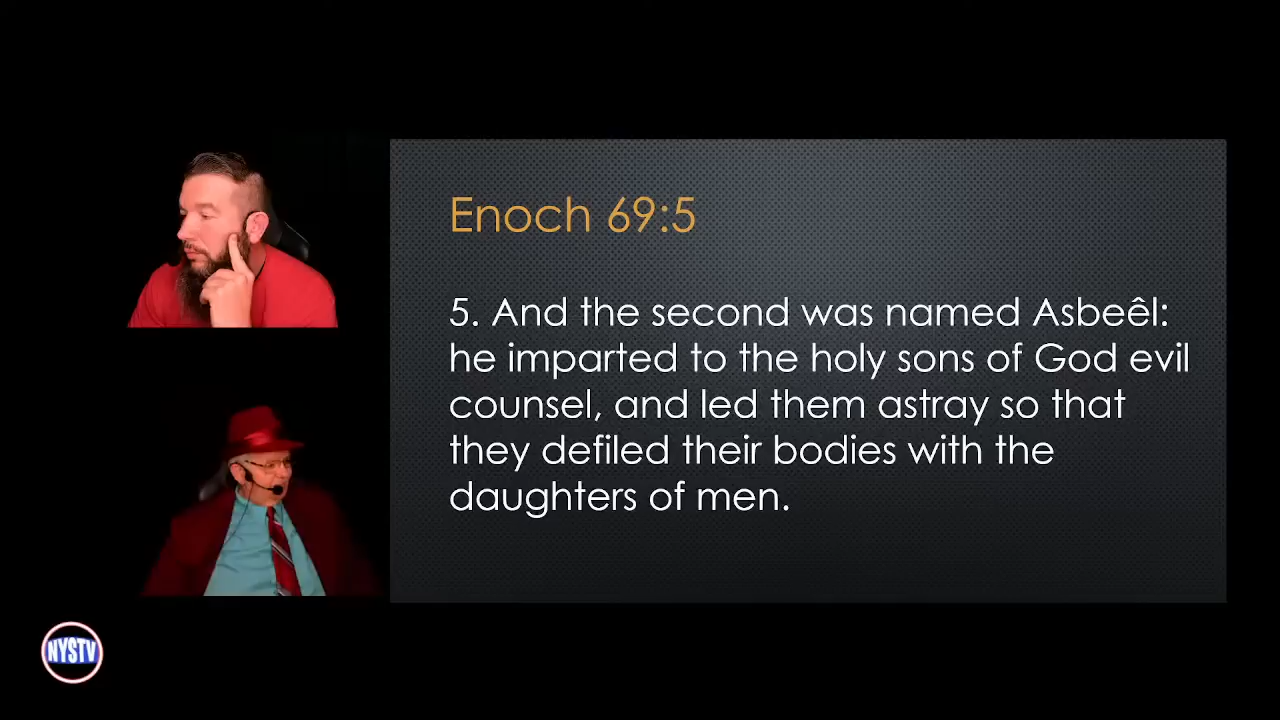 Enoch 69:5
5. And the second was named Asbeêl:
he imparted to the holy sons of God evil
counsel, and led them astray so that
they defiled their bodies with the
daughters of men.
NYSTV